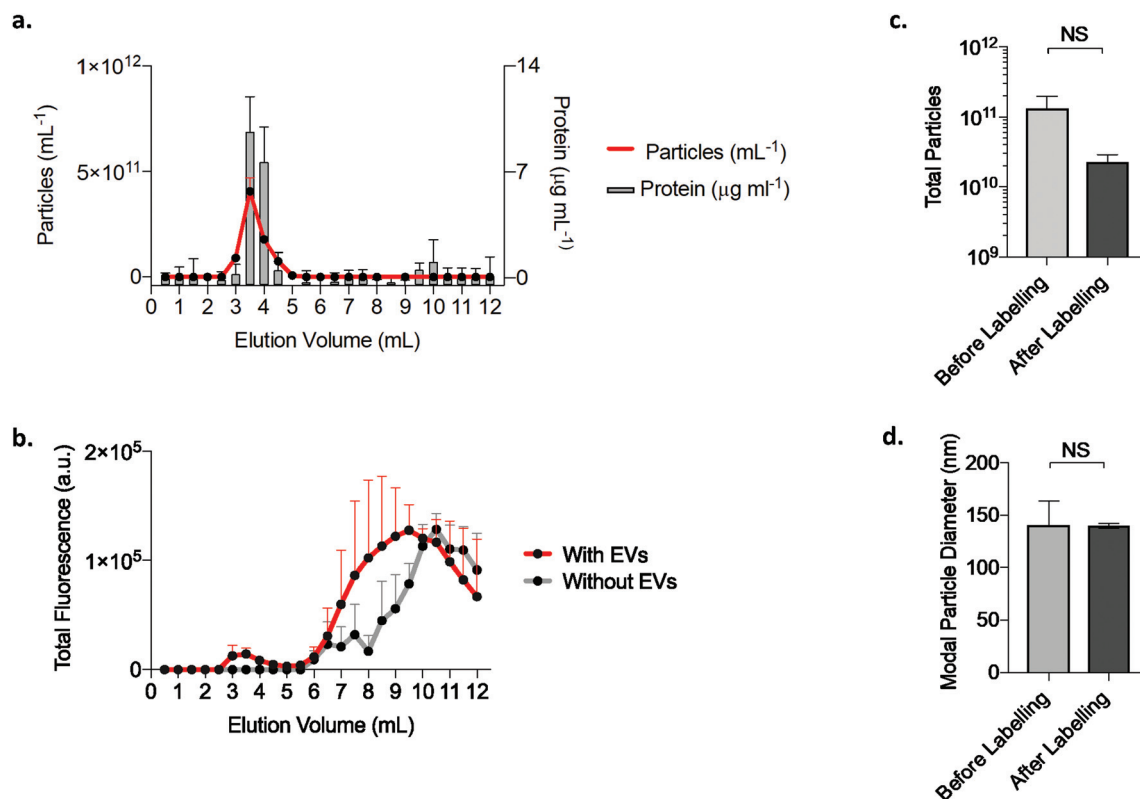 a.
1×10¹²
5×10¹¹
0
Particles (mL⁻¹)
14
7
0
Protein (μg mL⁻¹)
0 1 2 3 4 5 6 7 8 9 10 11 12
Elution Volume (mL)
Particles (mL⁻¹)
Protein (μg ml⁻¹)
b.
2×10⁵
1×10⁵
0
Total Fluorescence (a.u.)
0 1 2 3 4 5 6 7 8 9 10 11 12
Elution Volume (mL)
With EVs
Without EVs
c.
NS
10¹²
10¹¹
10¹⁰
10⁹
Total Particles
Before Labelling
After Labelling
d.
NS
200
150
100
50
0
Modal Particle Diameter (nm)
Before Labelling
After Labelling